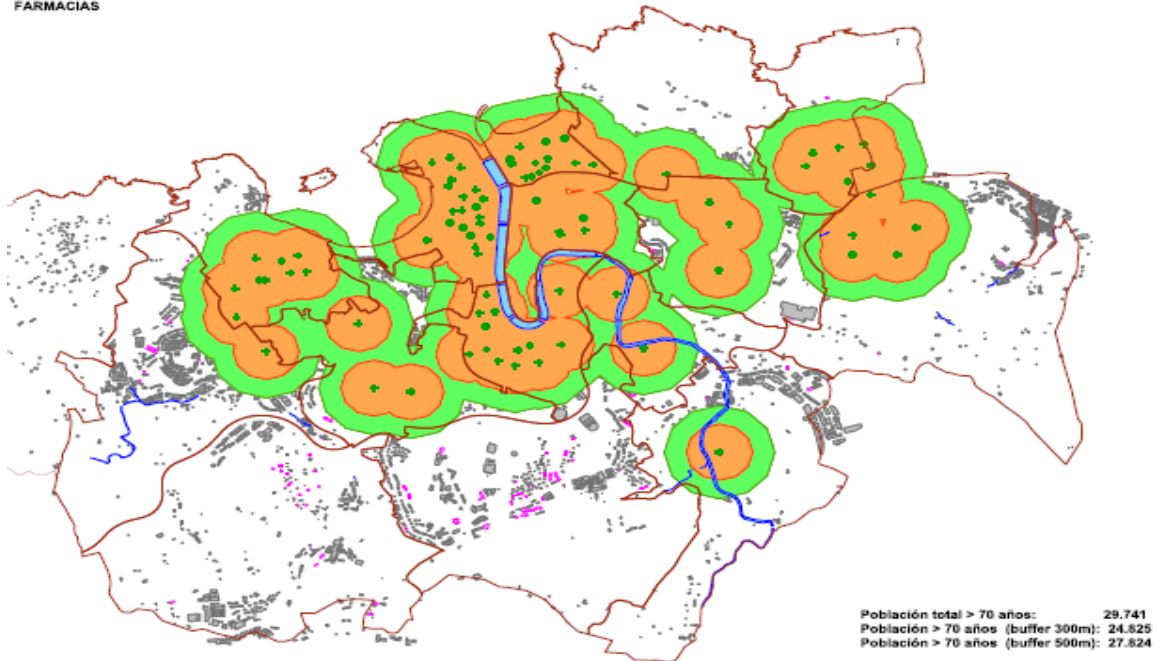 FARMACIAS
Población total > 70 años: 29.741
Población > 70 años (buffer 300m): 24.825
Población > 70 años (buffer 500m): 27.824